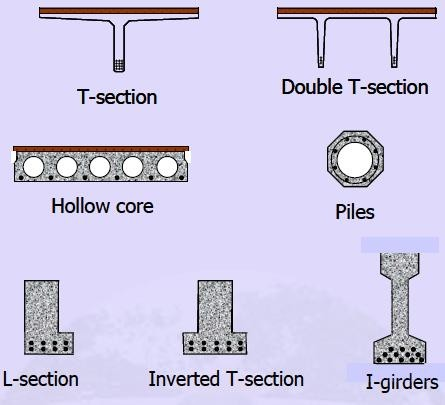 T-section
Double T-section
Hollow core
Piles
L-section
Inverted T-section
I-girders